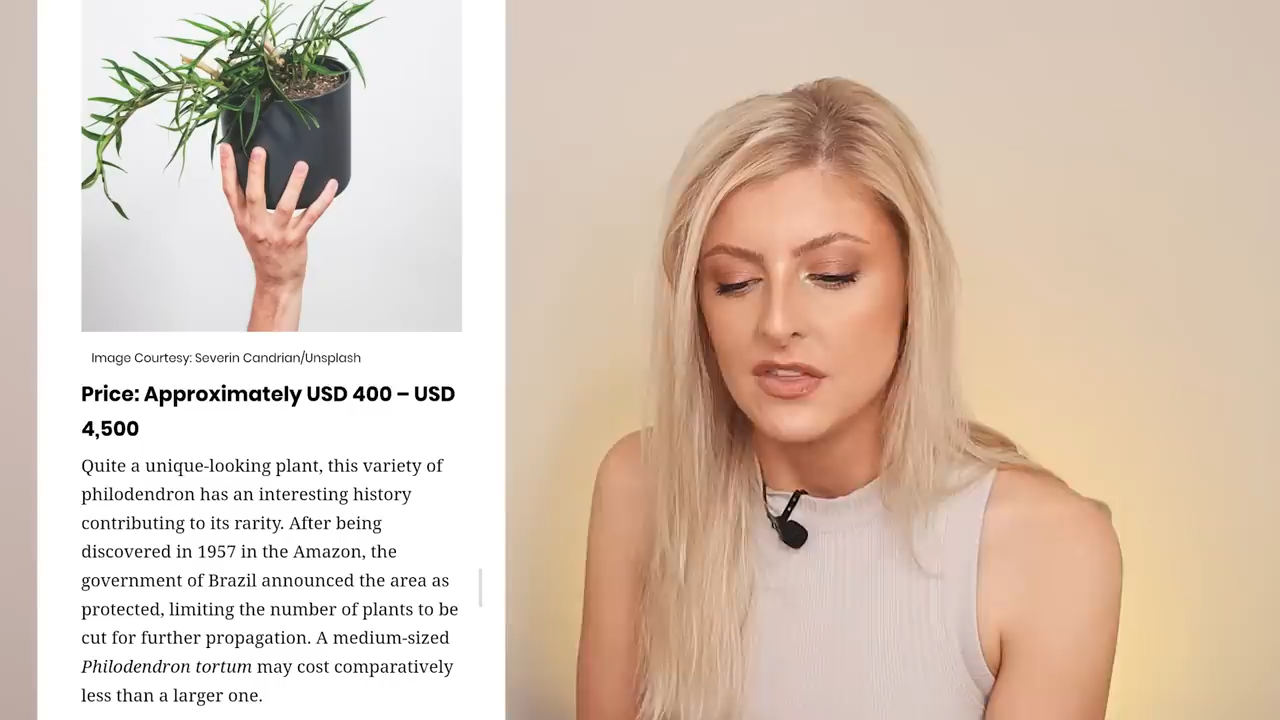 Image Courtesy: Severin Candrian/Unsplash
Price: Approximately USD 400 – USD
4,500
Quite a unique-looking plant, this variety of
philodendron has an interesting history
contributing to its rarity. After being
discovered in 1957 in the Amazon, the
government of Brazil announced the area as
protected, limiting the number of plants to be
cut for further propagation. A medium-sized
Philodendron tortum may cost comparatively
less than a larger one.